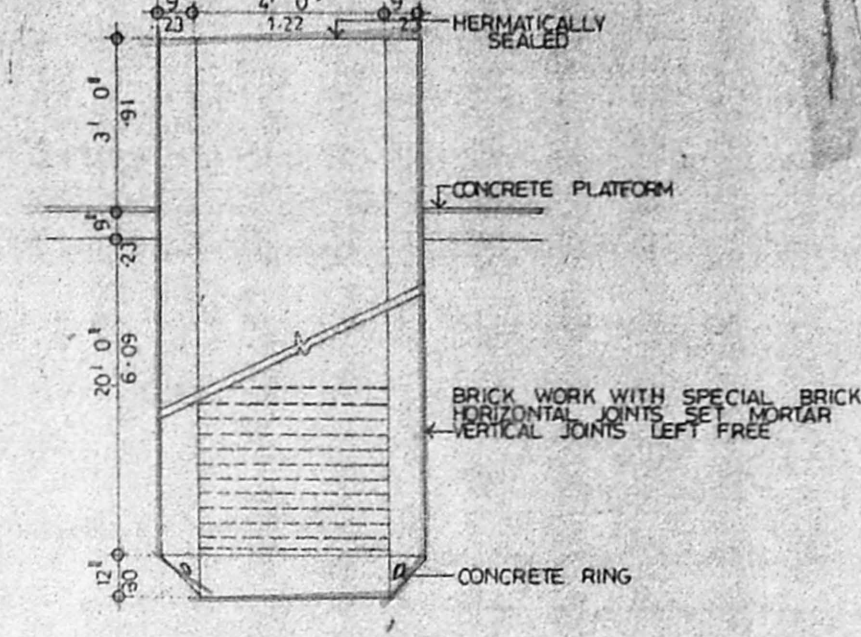 9" 4' 0" 9"
.23 1.22 .23
HERMATICALLY
SEALED
3' 0"
.91
CONCRETE PLATFORM
9"
.23
20' 0"
6.09
BRICK WORK WITH SPECIAL BRICK
HORIZONTAL JOINTS SET MORTAR
VERTICAL JOINTS LEFT FREE
12"
.30
CONCRETE RING